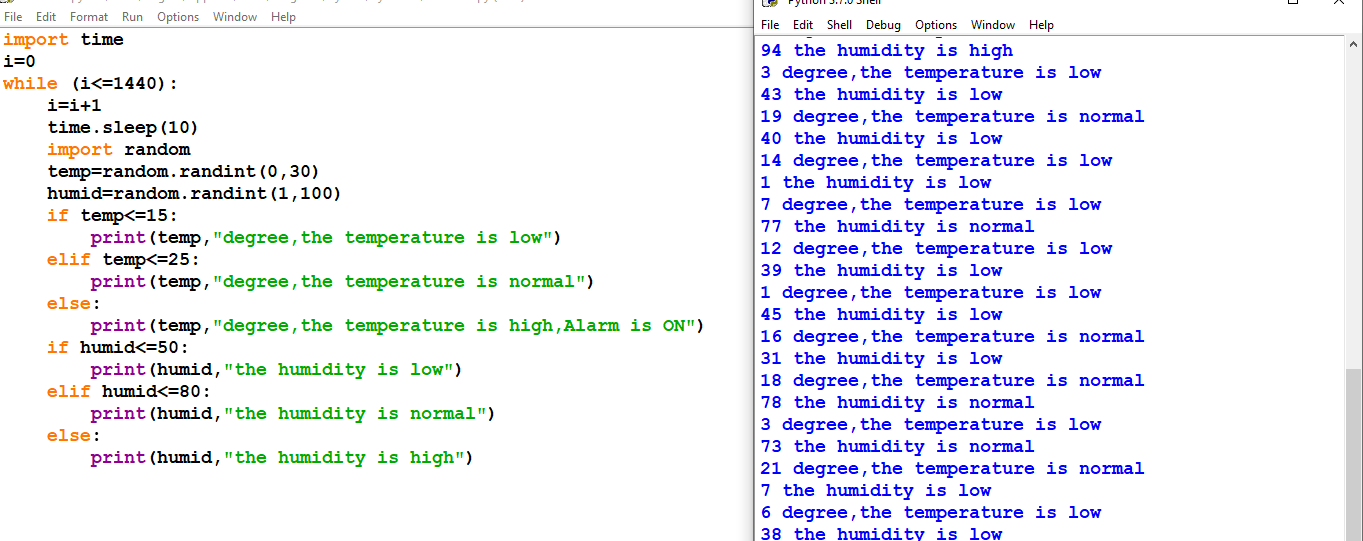 File Edit Format Run Options Window Help
import time
i=0
while (i<=1440):
    i=i+1
    time.sleep(10)
    import random
    temp=random.randint(0,30)
    humid=random.randint(1,100)
    if temp<=15:
        print(temp,"degree,the temperature is low")
    elif temp<=25:
        print(temp,"degree,the temperature is normal")
    else:
        print(temp,"degree,the temperature is high,Alarm is ON")
    if humid<=50:
        print(humid,"the humidity is low")
    elif humid<=80:
        print(humid,"the humidity is normal")
    else:
        print(humid,"the humidity is high")
Python 3.7.0 Shell
File Edit Shell Debug Options Window Help
94 the humidity is high
3 degree,the temperature is low
43 the humidity is low
19 degree,the temperature is normal
40 the humidity is low
14 degree,the temperature is low
1 the humidity is low
7 degree,the temperature is low
77 the humidity is normal
12 degree,the temperature is low
39 the humidity is low
1 degree,the temperature is low
45 the humidity is low
16 degree,the temperature is normal
31 the humidity is low
18 degree,the temperature is normal
78 the humidity is normal
3 degree,the temperature is low
73 the humidity is normal
21 degree,the temperature is normal
7 the humidity is low
6 degree,the temperature is low
38 the humidity is low